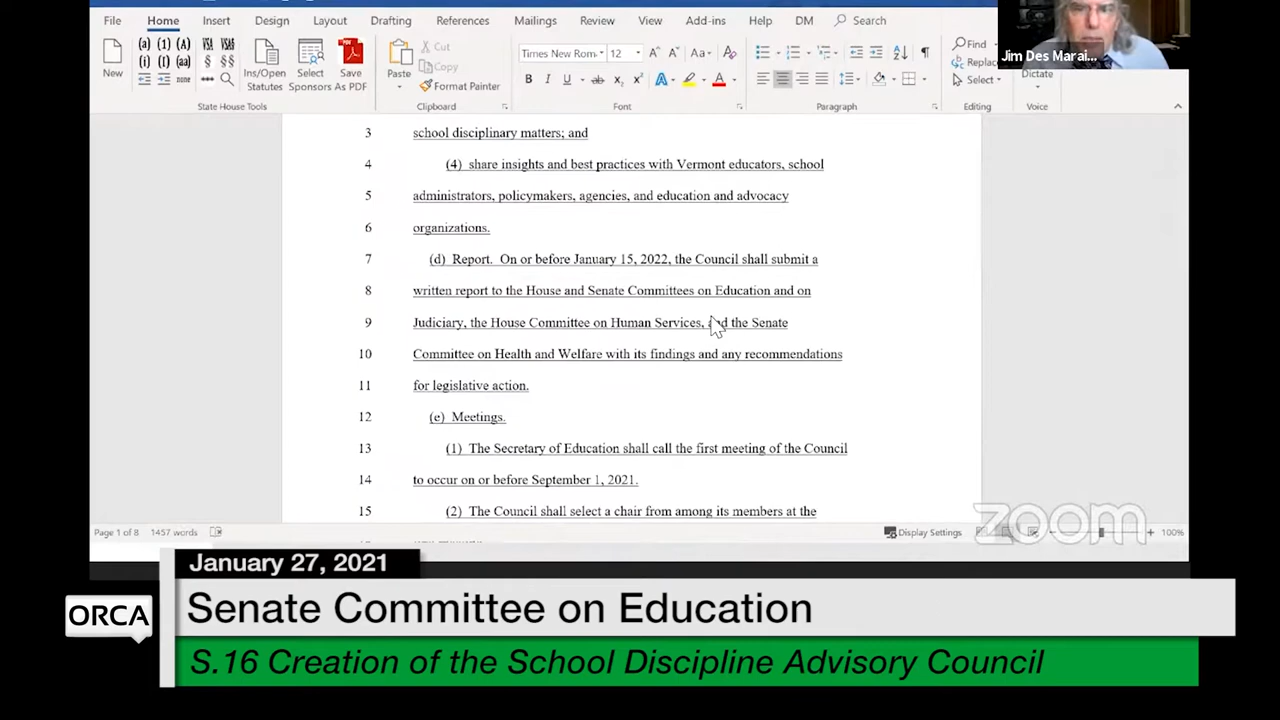 File Home Insert Design Layout Drafting References Mailings Review View Add-ins Help DM Search
New
(a) (1) (A)
(i) (I) (aa)
none
§ §§
Ins/Open Statutes
Select Sponsors
Save As PDF
State House Tools
Paste
Cut
Copy
Format Painter
Clipboard
Times New Rom 12 Aa
B I U ab x₂ x² A A
Font
Paragraph
Find
Replac
Select
Editing
Dictate
Voice
Jim Des Marai...
3 school disciplinary matters; and
4 (4) share insights and best practices with Vermont educators, school
5 administrators, policymakers, agencies, and education and advocacy
6 organizations.
7 (d) Report. On or before January 15, 2022, the Council shall submit a
8 written report to the House and Senate Committees on Education and on
9 Judiciary, the House Committee on Human Services, and the Senate
10 Committee on Health and Welfare with its findings and any recommendations
11 for legislative action.
12 (e) Meetings.
13 (1) The Secretary of Education shall call the first meeting of the Council
14 to occur on or before September 1, 2021.
15 (2) The Council shall select a chair from among its members at the
Page 1 of 8 1457 words Display Settings 100%
zoom
January 27, 2021
ORCA
Senate Committee on Education
S.16 Creation of the School Discipline Advisory Council